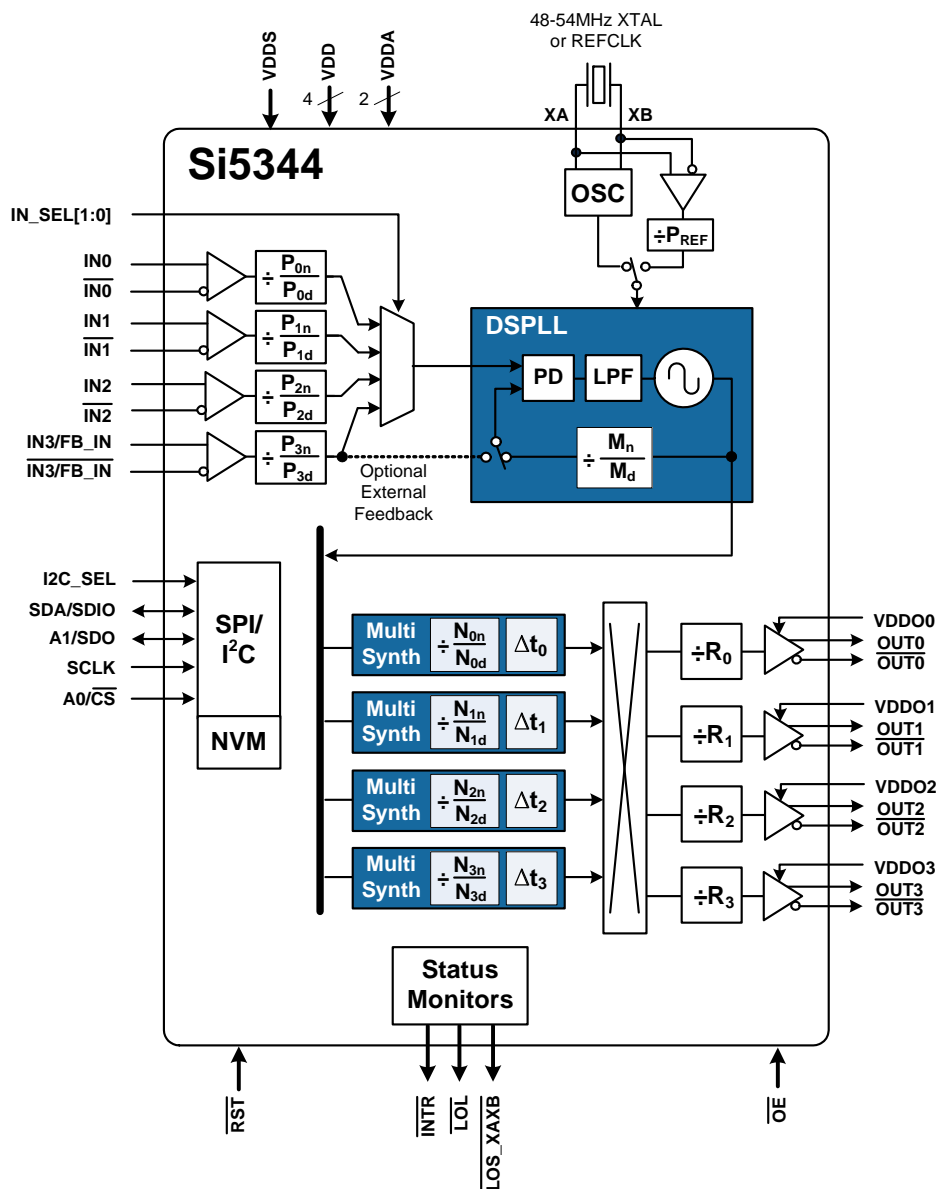 48-54MHz XTAL
or REFCLK
VDDS
VDD
VDDA
4
2
XA
XB
Si5344
OSC
÷PREF
IN_SEL[1:0]
IN0
IN0
÷ P0n
P0d
IN1
IN1
÷ P1n
P1d
IN2
IN2
÷ P2n
P2d
IN3/FB_IN
IN3/FB_IN
÷ P3n
P3d
DSPLL
PD
LPF
÷ Mn
Md
Optional
External
Feedback
I2C_SEL
SDA/SDIO
A1/SDO
SCLK
A0/CS
SPI/
I²C
NVM
Multi
Synth
÷ N0n
N0d
Δt0
Multi
Synth
÷ N1n
N1d
Δt1
Multi
Synth
÷ N2n
N2d
Δt2
Multi
Synth
÷ N3n
N3d
Δt3
÷R0
÷R1
÷R2
÷R3
VDDO0
OUT0
OUT0
VDDO1
OUT1
OUT1
VDDO2
OUT2
OUT2
VDDO3
OUT3
OUT3
Status
Monitors
RST
INTR
LOL
LOS_XAXB
OE